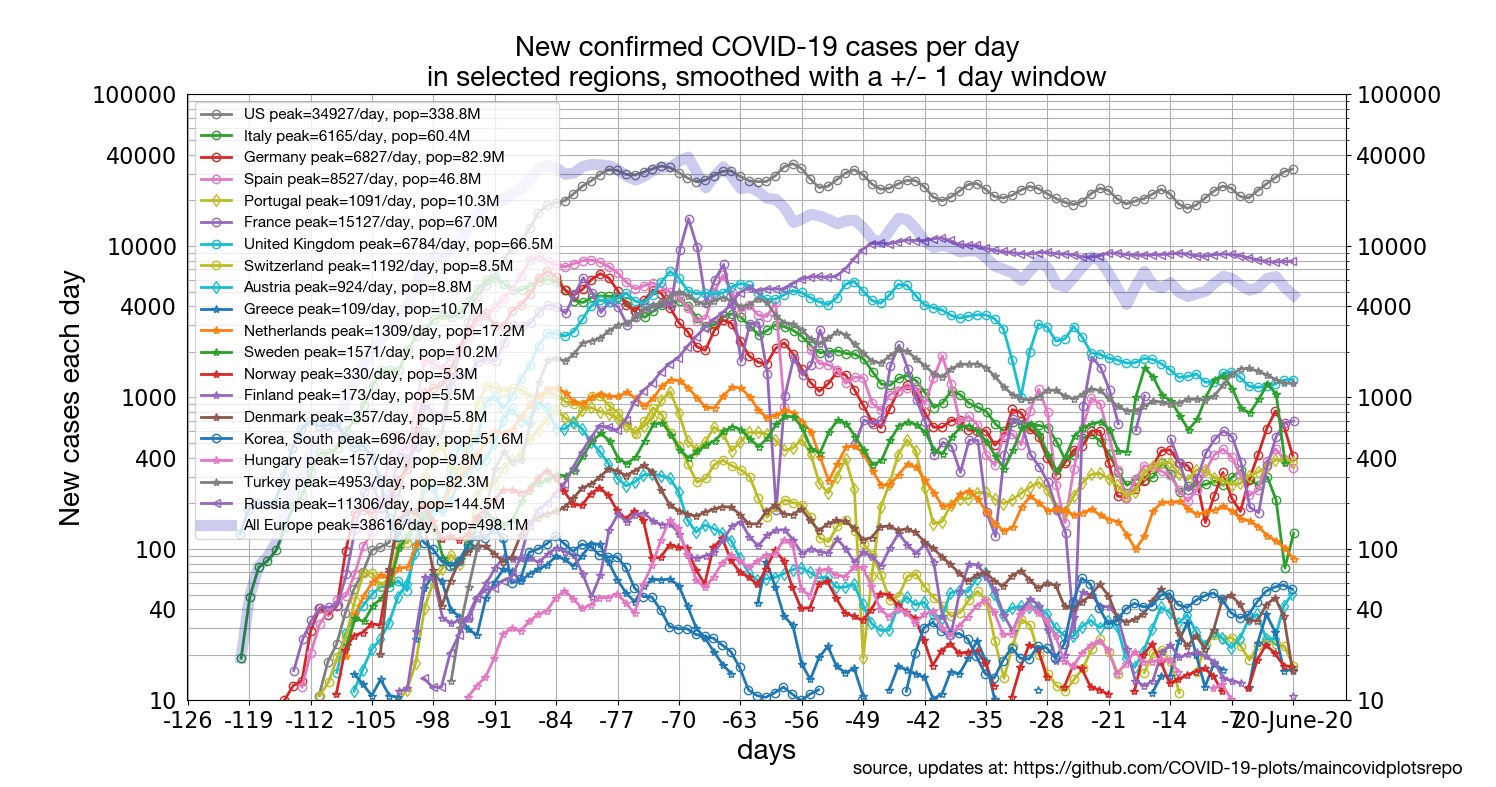 New confirmed COVID-19 cases per day
in selected regions, smoothed with a +/- 1 day window
100000
40000
10000
4000
1000
400
100
40
10
New cases each day
US peak=34927/day, pop=338.8M
Italy peak=6165/day, pop=60.4M
Germany peak=6827/day, pop=82.9M
Spain peak=8527/day, pop=46.8M
Portugal peak=1091/day, pop=10.3M
France peak=15127/day, pop=67.0M
United Kingdom peak=6784/day, pop=66.5M
Switzerland peak=1192/day, pop=8.5M
Austria peak=924/day, pop=8.8M
Greece peak=109/day, pop=10.7M
Netherlands peak=1309/day, pop=17.2M
Sweden peak=1571/day, pop=10.2M
Norway peak=330/day, pop=5.3M
Finland peak=173/day, pop=5.5M
Denmark peak=357/day, pop=5.8M
Korea, South peak=696/day, pop=51.6M
Hungary peak=157/day, pop=9.8M
Turkey peak=4953/day, pop=82.3M
Russia peak=11306/day, pop=144.5M
All Europe peak=38616/day, pop=498.1M
100000
40000
10000
4000
1000
400
100
40
10
-126 -119 -112 -105 -98 -91 -84 -77 -70 -63 -56 -49 -42 -35 -28 -21 -14 -7 20-June-20
days
source, updates at: https://github.com/COVID-19-plots/maincovidplotsrepo